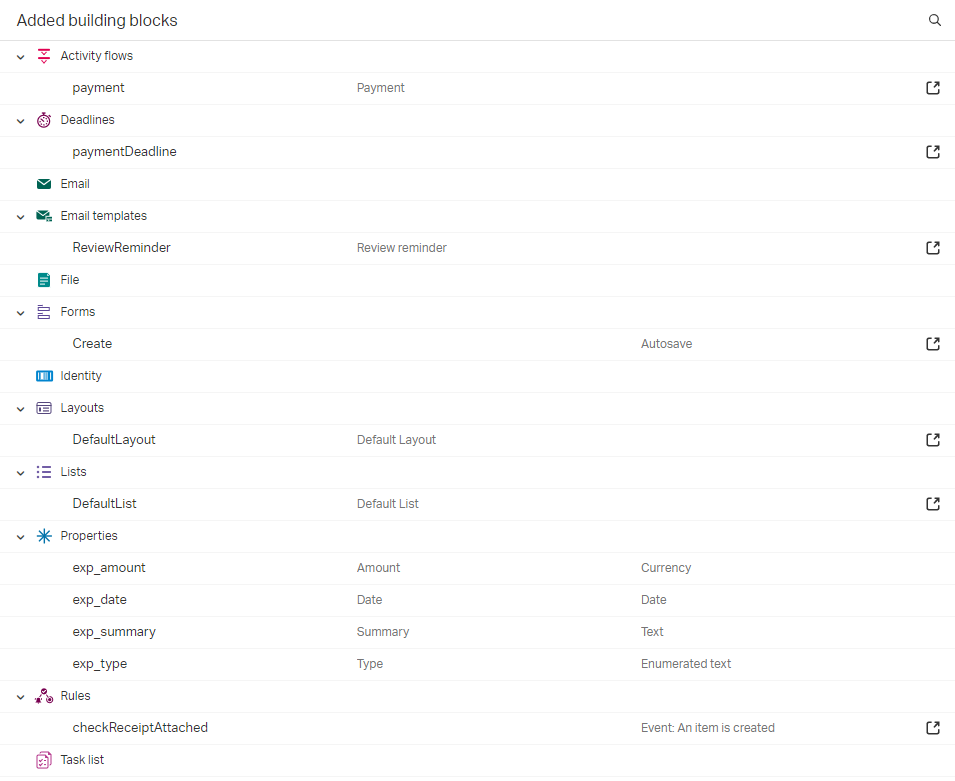 Added building blocks
Activity flows
payment Payment
Deadlines
paymentDeadline
Email
Email templates
ReviewReminder Review reminder
File
Forms
Create Autosave
Identity
Layouts
DefaultLayout Default Layout
Lists
DefaultList Default List
Properties
exp_amount Amount Currency
exp_date Date Date
exp_summary Summary Text
exp_type Type Enumerated text
Rules
checkReceiptAttached Event: An item is created
Task list